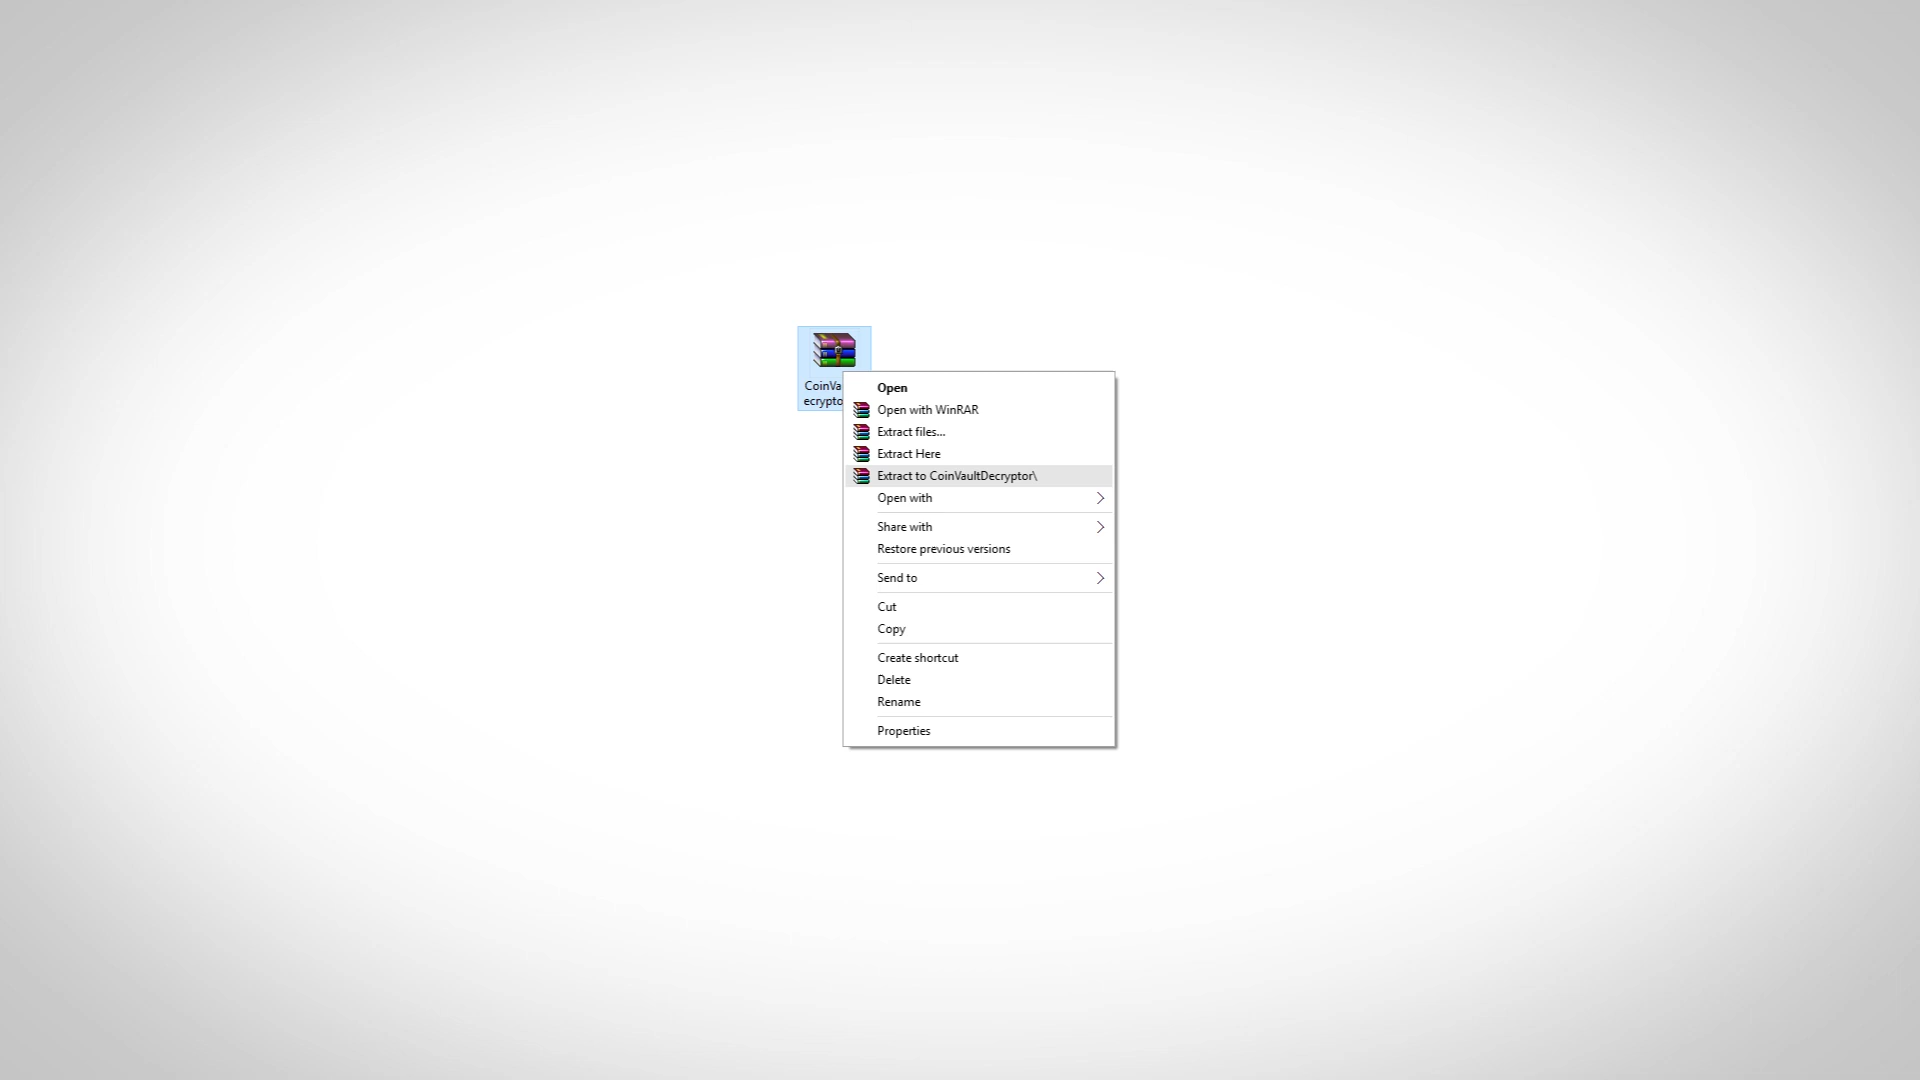 CoinVa
ecrypto
Open
Open with WinRAR
Extract files...
Extract Here
Extract to CoinVaultDecryptor\
Open with
Share with
Restore previous versions
Send to
Cut
Copy
Create shortcut
Delete
Rename
Properties